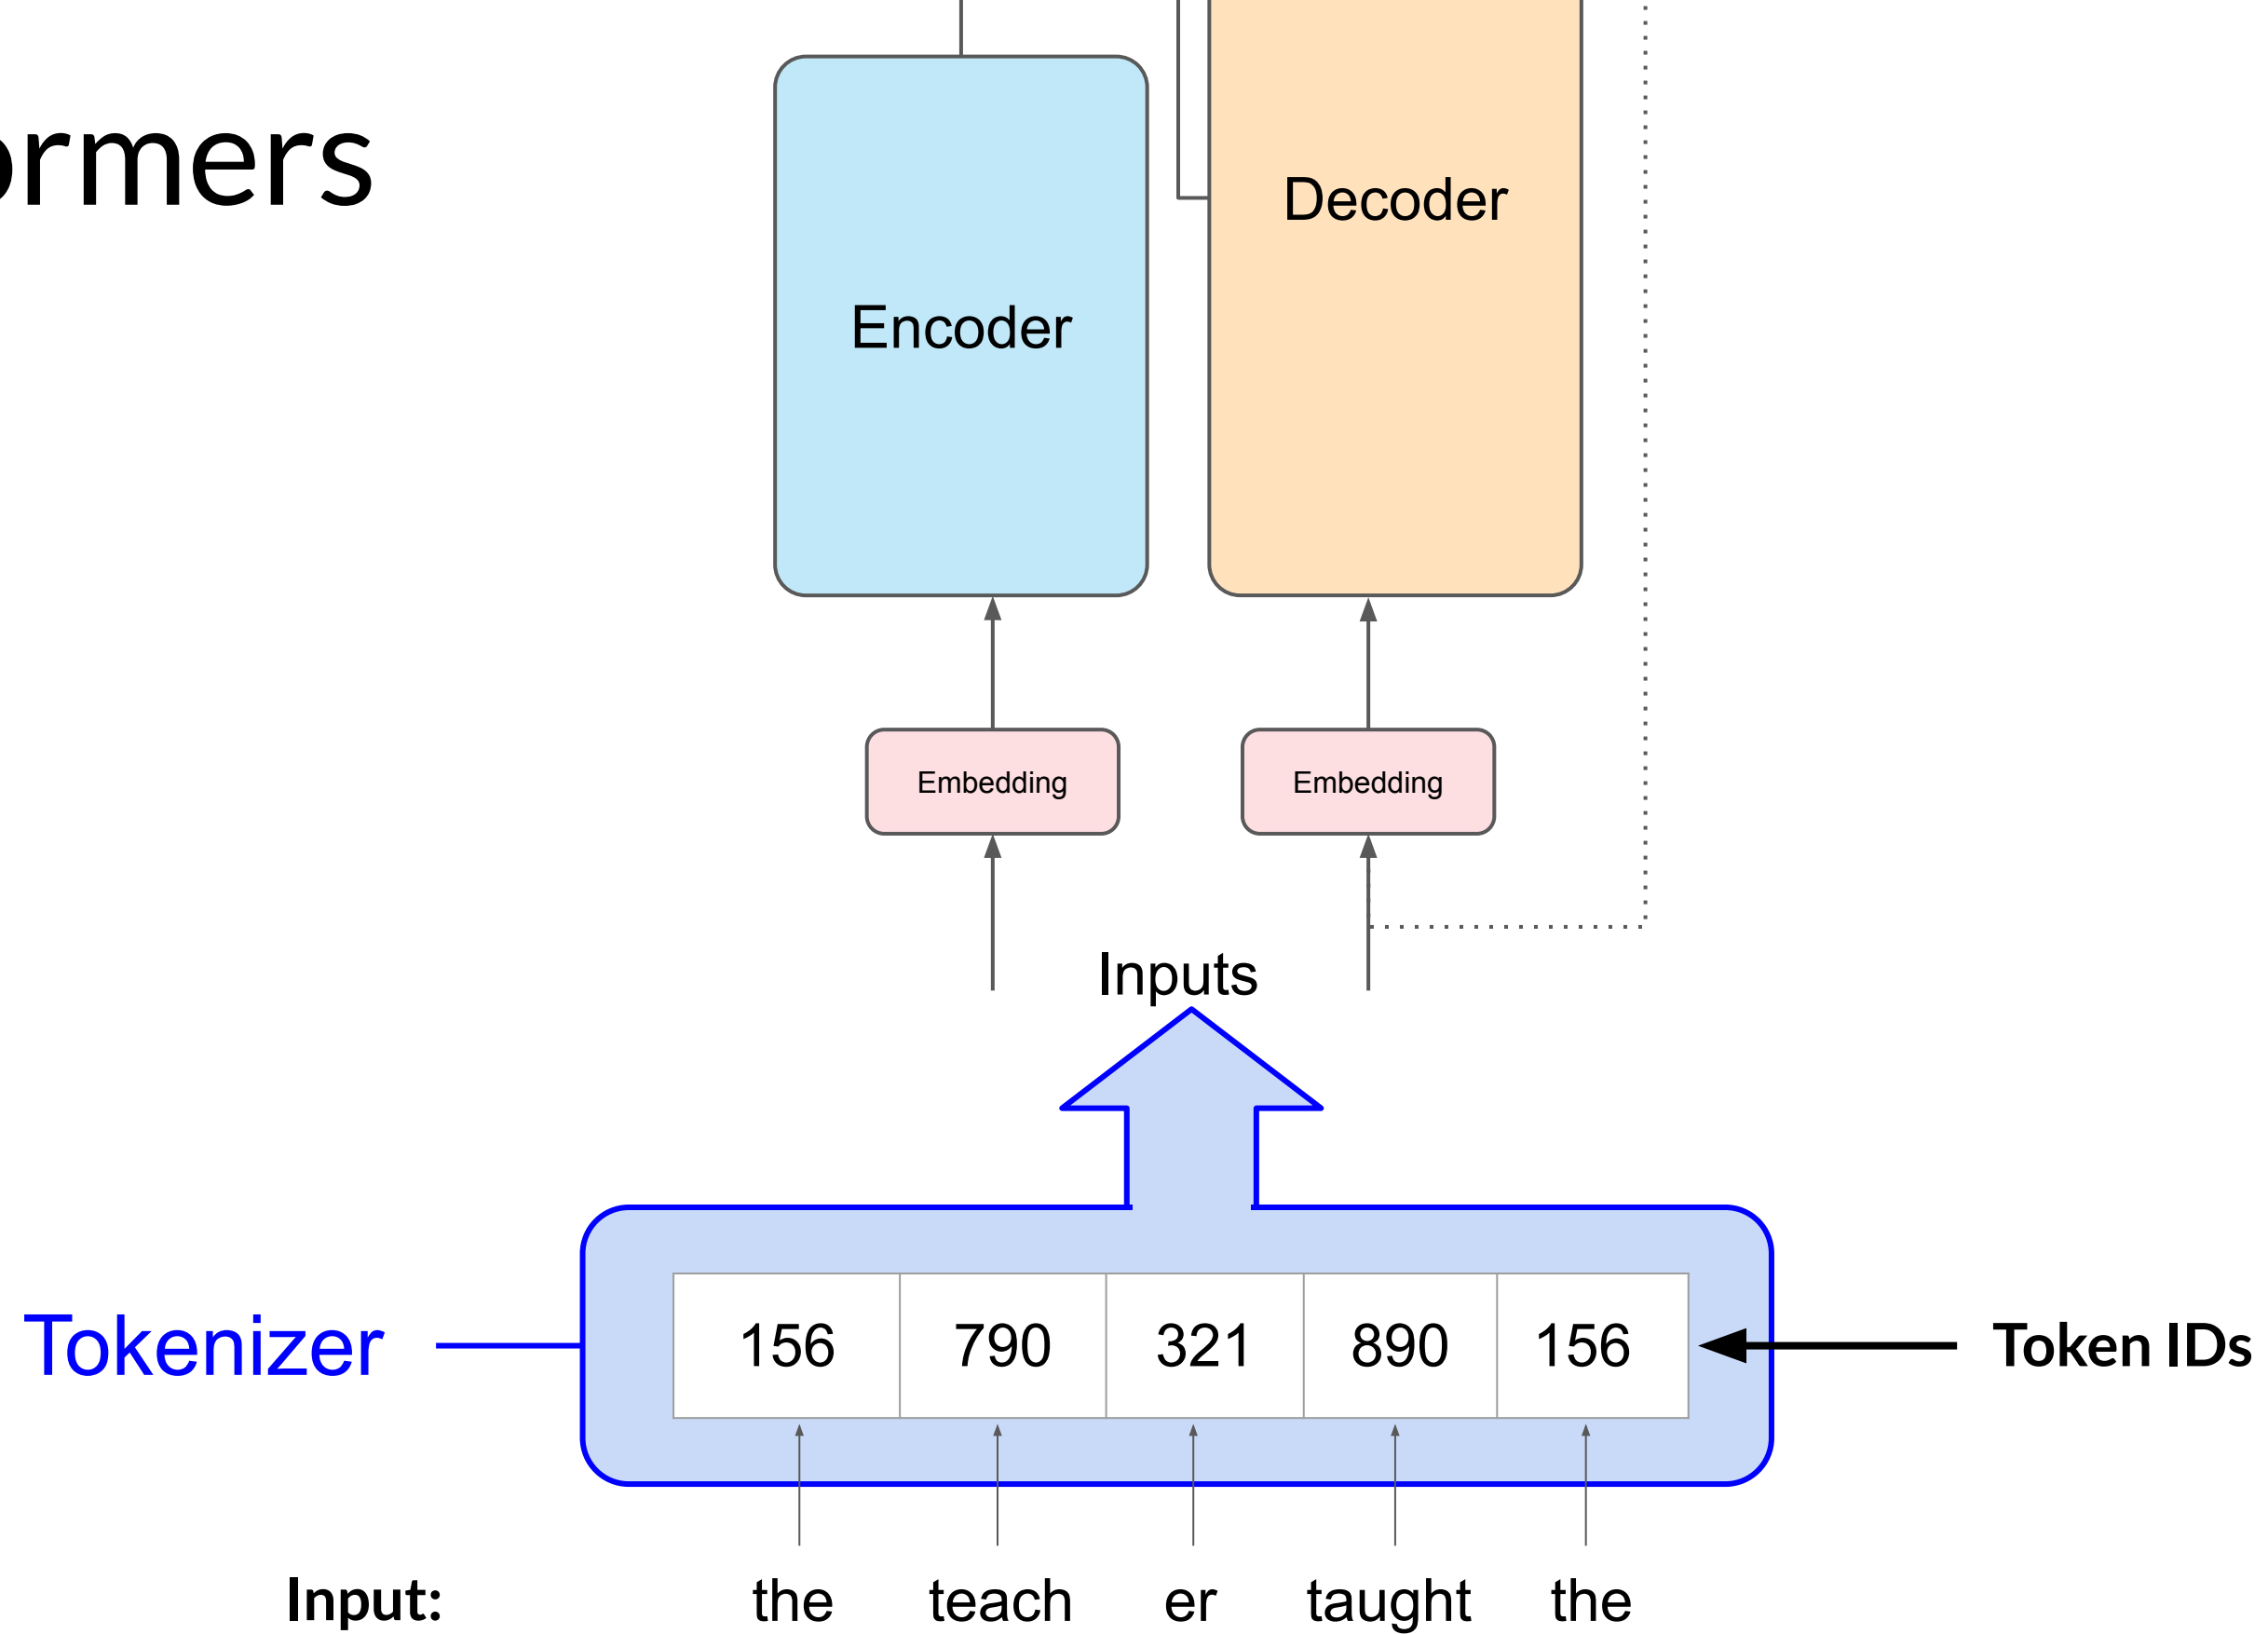 ormers
Decoder
Encoder
Embedding
Embedding
Inputs
Tokenizer
156 790 321 890 156
Token IDs
Input: the teach er taught the